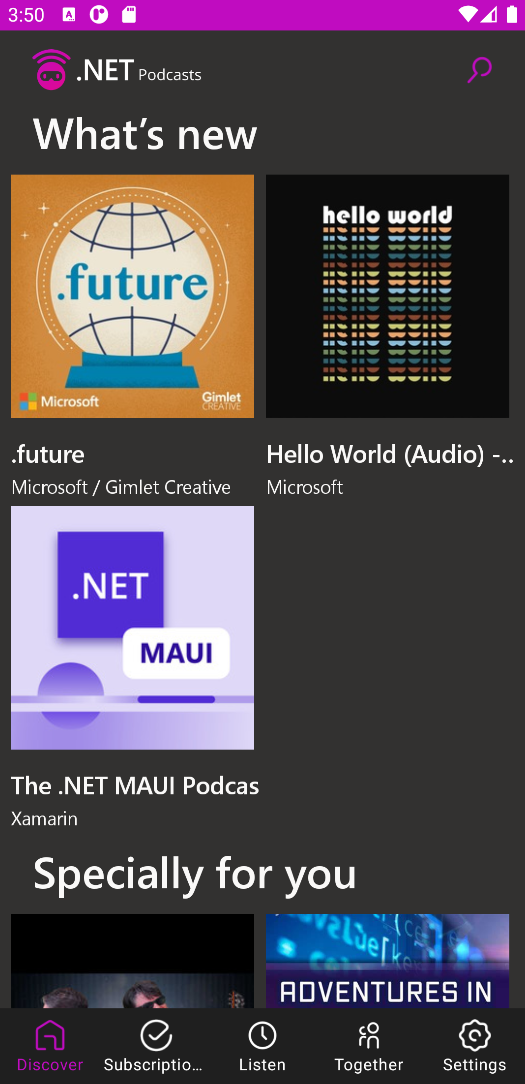 3:50
.NET Podcasts
What's new
.future
Microsoft
Gimlet
CREATIVE
hello world
.future
Hello World (Audio) -..
Microsoft / Gimlet Creative
Microsoft
.NET
MAUI
The .NET MAUI Podcas
Xamarin
Specially for you
ADVENTURES IN
Discover
Subscriptio...
Listen
Together
Settings